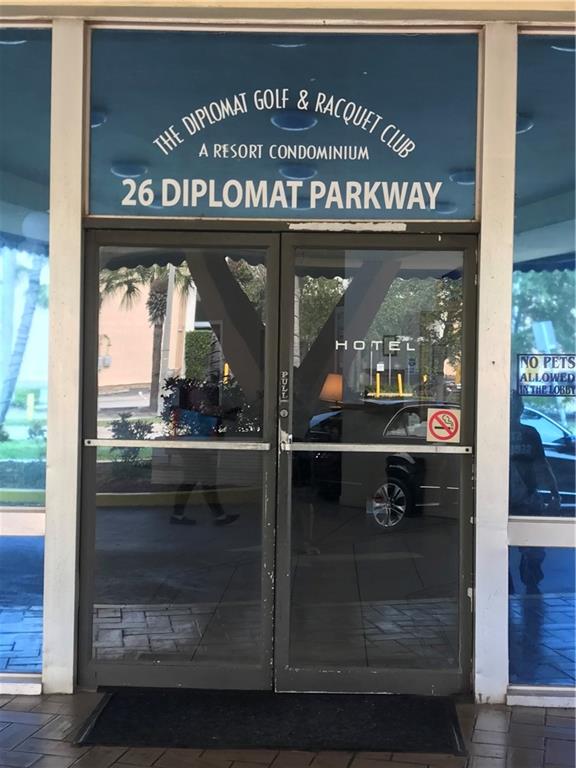 THE DIPLOMAT GOLF & RACQUET CLUB
A RESORT CONDOMINIUM
26 DIPLOMAT PARKWAY
HOTEL
PULL
NO PETS
ALLOWED
IN THE LOBBY